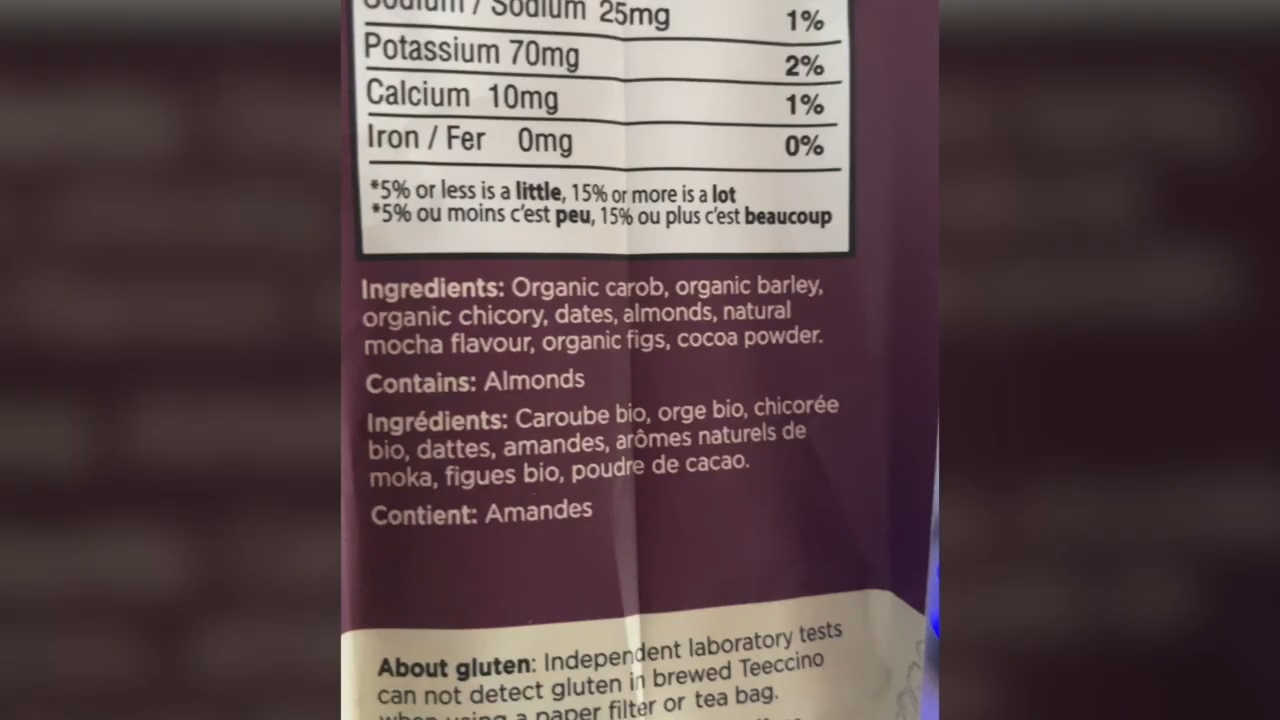 Sodium / Sodium 25mg 1%
Potassium 70mg 2%
Calcium 10mg 1%
Iron / Fer 0mg 0%
*5% or less is a little, 15% or more is a lot
*5% ou moins c'est peu, 15% ou plus c'est beaucoup
Ingredients: Organic carob, organic barley,
organic chicory, dates, almonds, natural
mocha flavour, organic figs, cocoa powder.
Contains: Almonds
Ingrédients: Caroube bio, orge bio, chicorée
bio, dattes, amandes, arômes naturels de
moka, figues bio, poudre de cacao.
Contient: Amandes
About gluten: Independent laboratory tests
can not detect gluten in brewed Teeccino
when using a paper filter or tea bag.